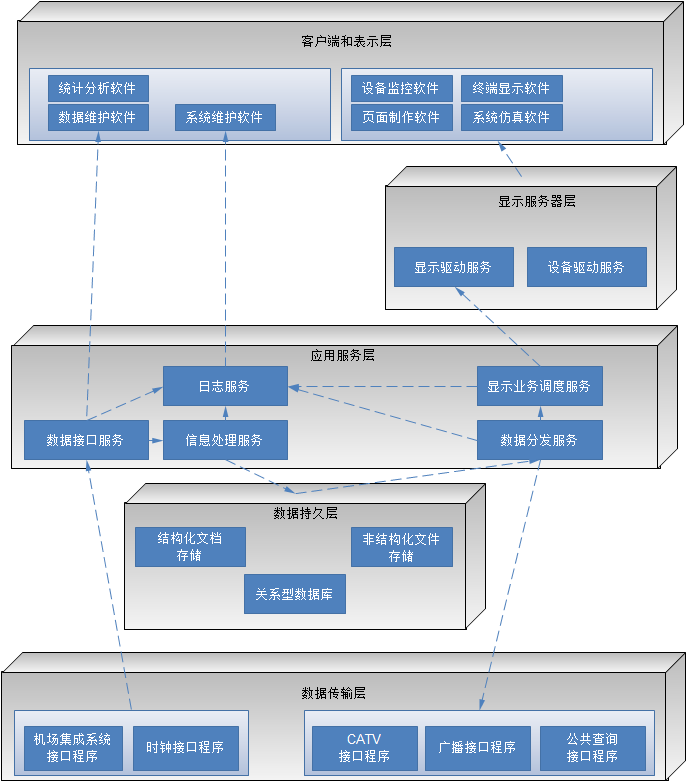 客户端和表示层
统计分析软件
数据维护软件
系统维护软件
设备监控软件
终端显示软件
页面制作软件
系统仿真软件
显示服务器层
显示驱动服务
设备驱动服务
应用服务层
日志服务
显示业务调度服务
数据接口服务
信息处理服务
数据分发服务
数据持久层
结构化文档
存储
非结构化文件
存储
关系型数据库
数据传输层
机场集成系统
接口程序
时钟接口程序
CATV
接口程序
广播接口程序
公共查询
接口程序